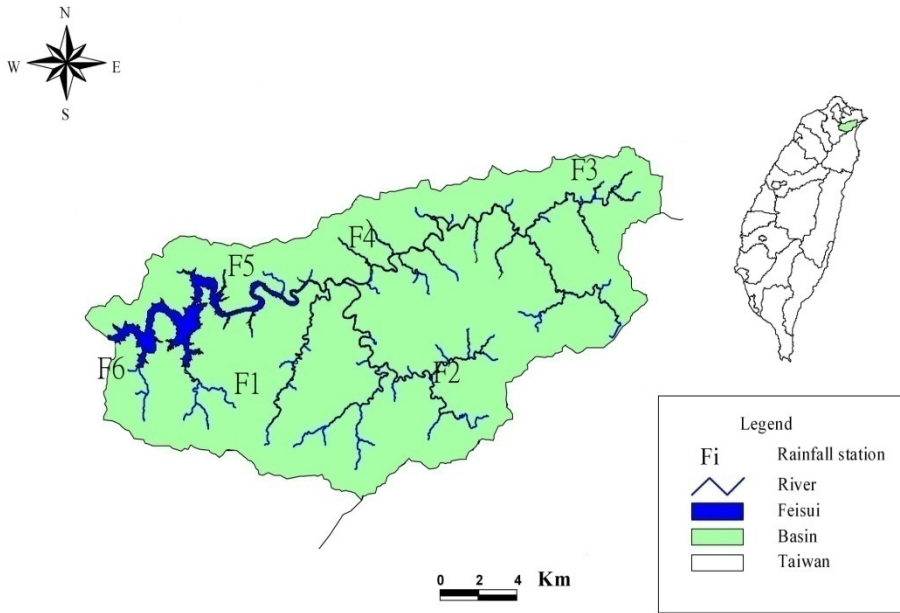 N
W E
S
F3
F4
F5
F6
F1
F2
Legend
Fi Rainfall station
River
Feisui
Basin
Taiwan
0 2 4 Km